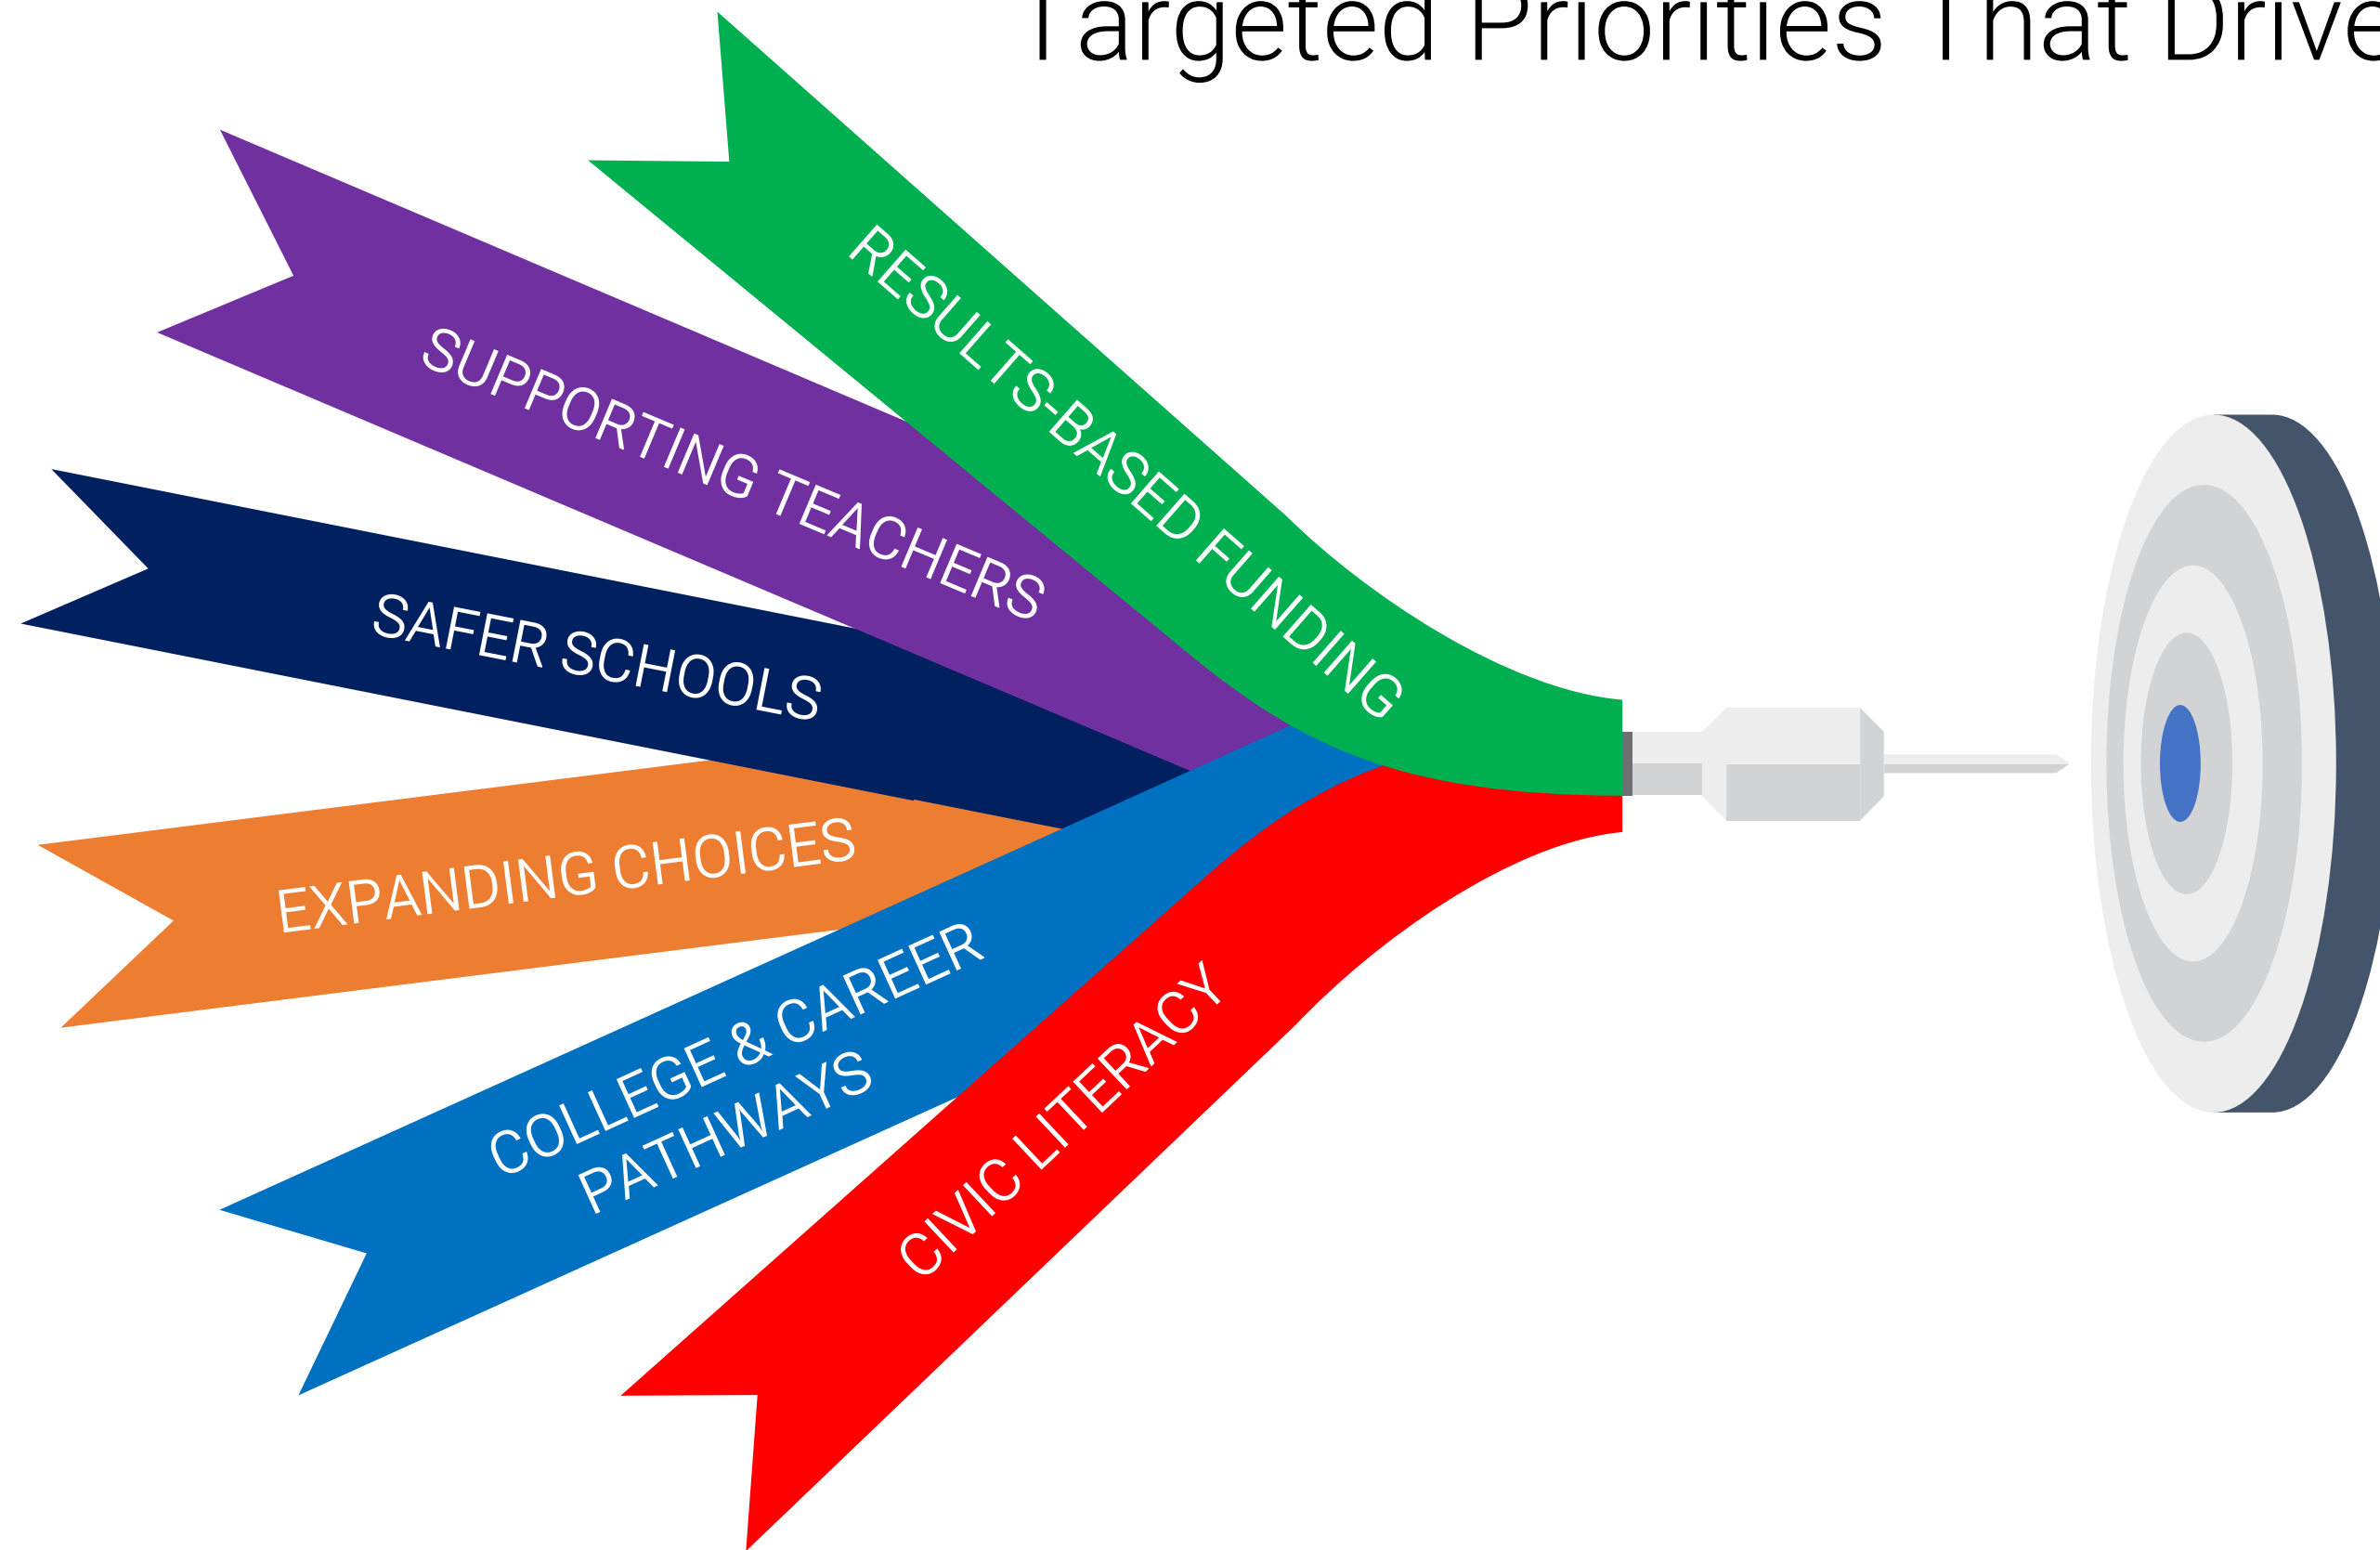 Targeted Priorities That Drive
RESULTS-BASED FUNDING
SUPPORTING TEACHERS
SAFER SCHOOLS
EXPANDING CHOICES
COLLEGE & CAREER
PATHWAYS
CIVIC LITERACY